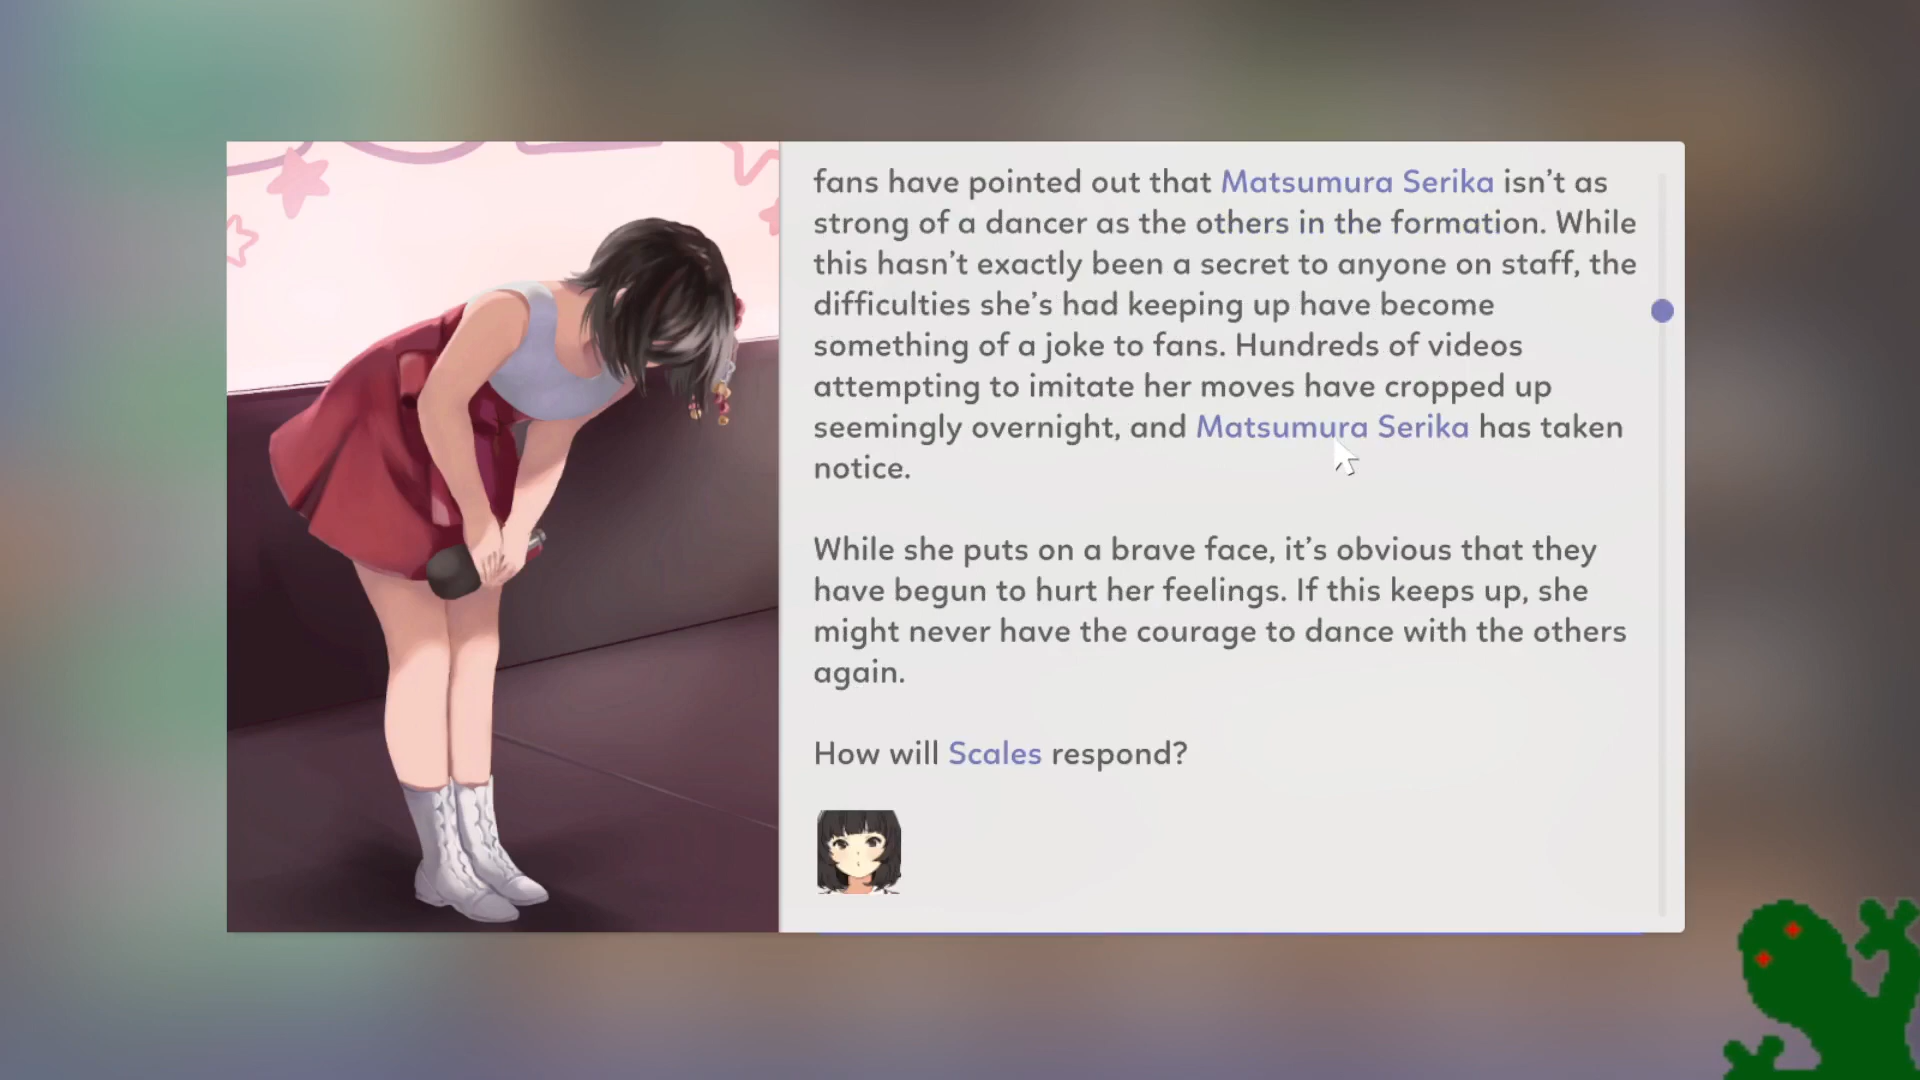 fans have pointed out that Matsumura Serika isn’t as
strong of a dancer as the others in the formation. While
this hasn’t exactly been a secret to anyone on staff, the
difficulties she’s had keeping up have become
something of a joke to fans. Hundreds of videos
attempting to imitate her moves have cropped up
seemingly overnight, and Matsumura Serika has taken
notice.
While she puts on a brave face, it’s obvious that they
have begun to hurt her feelings. If this keeps up, she
might never have the courage to dance with the others
again.
How will Scales respond?